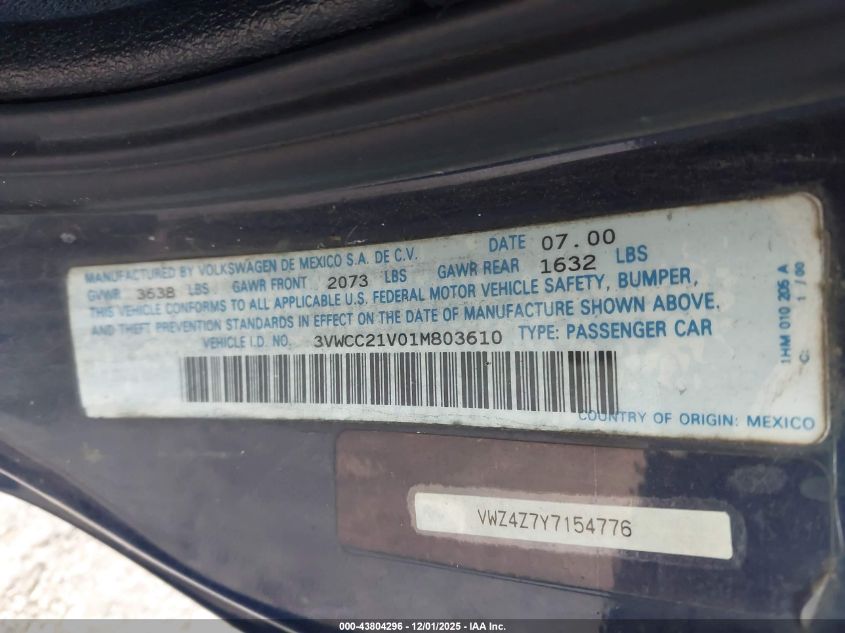 MANUFACTURED BY VOLKSWAGEN DE MEXICO S.A. DE C.V. DATE 07.00
GVWR 3638 LBS GAWR FRONT 2073 LBS GAWR REAR 1632 LBS
THIS VEHICLE CONFORMS TO ALL APPLICABLE U.S. FEDERAL MOTOR VEHICLE SAFETY, BUMPER,
AND THEFT PREVENTION STANDARDS IN EFFECT ON THE DATE OF MANUFACTURE SHOWN ABOVE.
VEHICLE I.D. NO. 3VWCC21V01M803610 TYPE: PASSENGER CAR
COUNTRY OF ORIGIN: MEXICO
1HM 010 205 A
C: 1/00
VWZ4Z7Y7154776
000-43804296 - 12/01/2025 - IAA Inc.